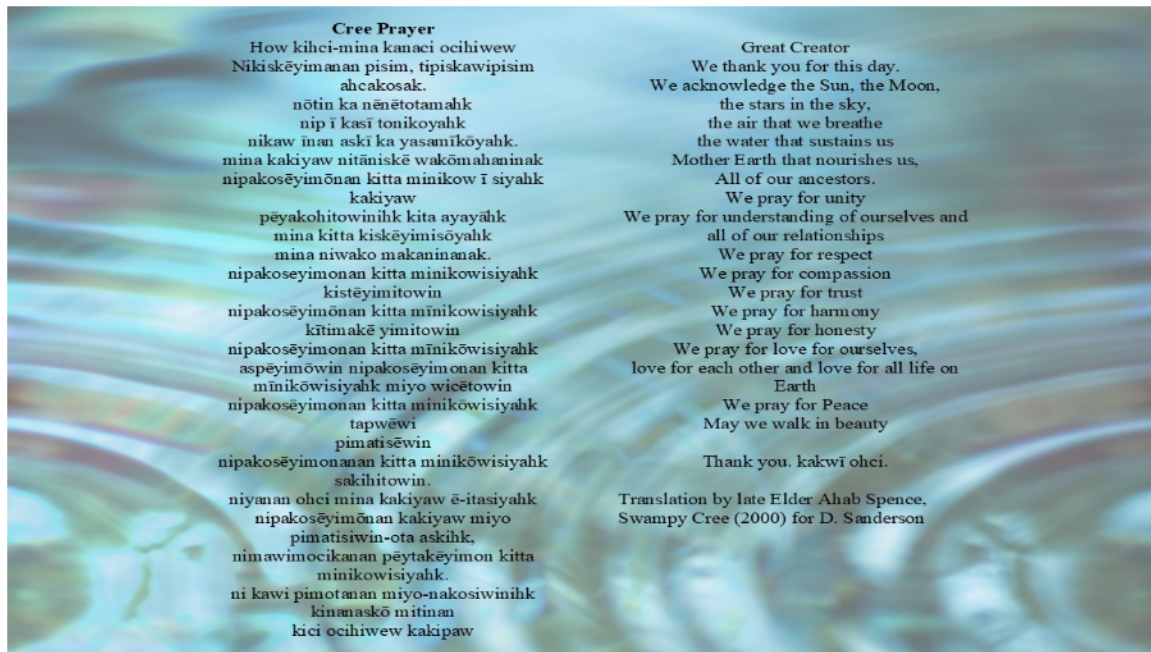 Cree Prayer
How kihci-mina kanaci ocihiwew
Nikiskēyimanan pisim, tipiskawipisim
ahcakosak.
nōtin ka nēnētotamahk
nip ī kasī tonikoyahk
nikaw īnan askī ka yasamīkōyahk.
mina kakiyaw nitāniskē wakōmahaninak
nipakosēyimōnan kitta minikow ī siyahk
kakiyaw
pēyakohitowinihk kita ayayāhk
mina kitta kiskēyimisōyahk
mina niwako makaninanak.
nipakoseyimonan kitta minikowisiyahk
kistēyimitowin
nipakosēyimōnan kitta mīnikōwisiyahk
kītimakē yimitowin
nipakosēyimonan kitta mīnikōwisiyahk
aspēyimōwin nipakosēyimonan kitta
mīnikōwisiyahk miyo wicētowin
nipakosēyimonan kitta minikōwisiyahk
tapwēwi
pimatisēwin
nipakosēyimonanan kitta minikōwisiyahk
sakihitowin.
niyanan ohci mina kakiyaw ē-itasiyahk
nipakosēyimōnan kakiyaw miyo
pimatisiwin-ota askihk,
nimawimocikanan pēytakēyimon kitta
minikowisiyahk.
ni kawi pimotanan miyo-nakosiwinihk
kinanaskō mitinan
kici ocihiwew kakipaw
Great Creator
We thank you for this day.
We acknowledge the Sun, the Moon,
the stars in the sky,
the air that we breathe
the water that sustains us
Mother Earth that nourishes us,
All of our ancestors.
We pray for unity
We pray for understanding of ourselves and
all of our relationships
We pray for respect
We pray for compassion
We pray for trust
We pray for harmony
We pray for honesty
We pray for love for ourselves,
love for each other and love for all life on
Earth
We pray for Peace
May we walk in beauty
Thank you. kakwī ohci.
Translation by late Elder Ahab Spence,
Swampy Cree (2000) for D. Sanderson